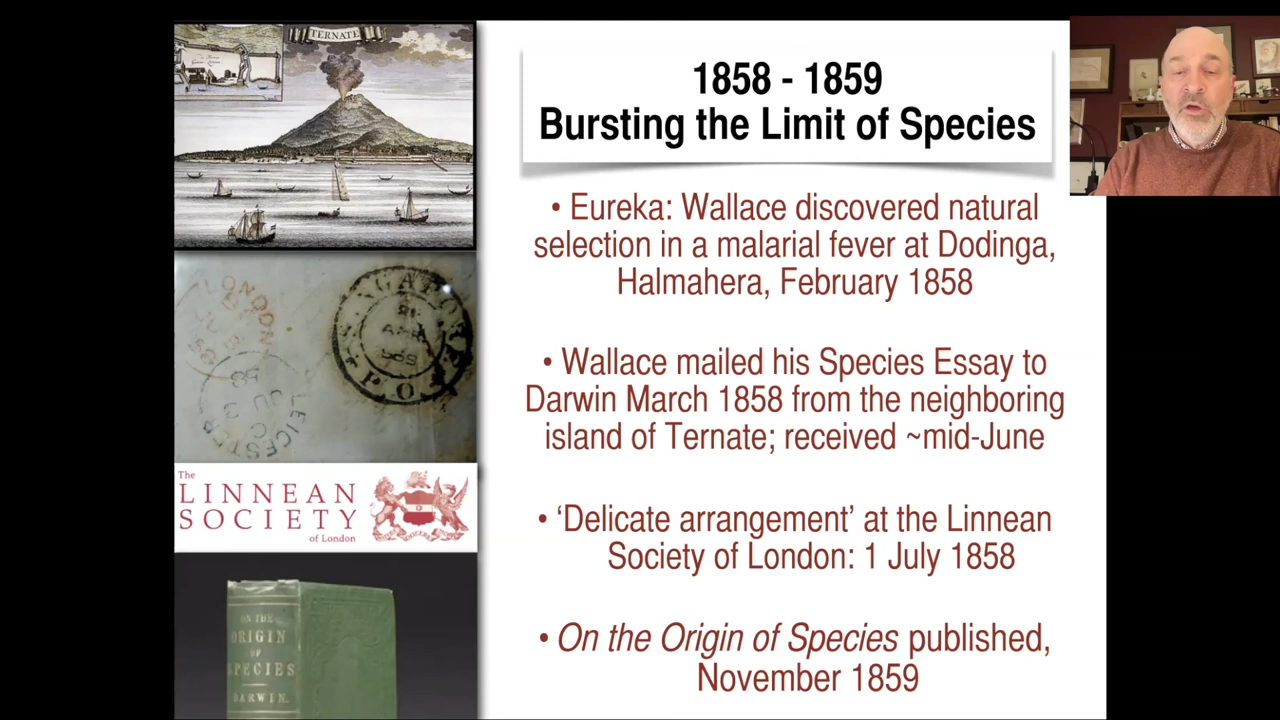 TERNATE
1858 - 1859
Bursting the Limit of Species
• Eureka: Wallace discovered natural
selection in a malarial fever at Dodinga,
Halmahera, February 1858
• Wallace mailed his Species Essay to
Darwin March 1858 from the neighboring
island of Ternate; received ~mid-June
• ‘Delicate arrangement’ at the Linnean
Society of London: 1 July 1858
• On the Origin of Species published,
November 1859
LONDON
LEICESTER
P.O.
The
LINNEAN
SOCIETY
of London
ON THE
ORIGIN
OF
SPECIES
DARWIN.